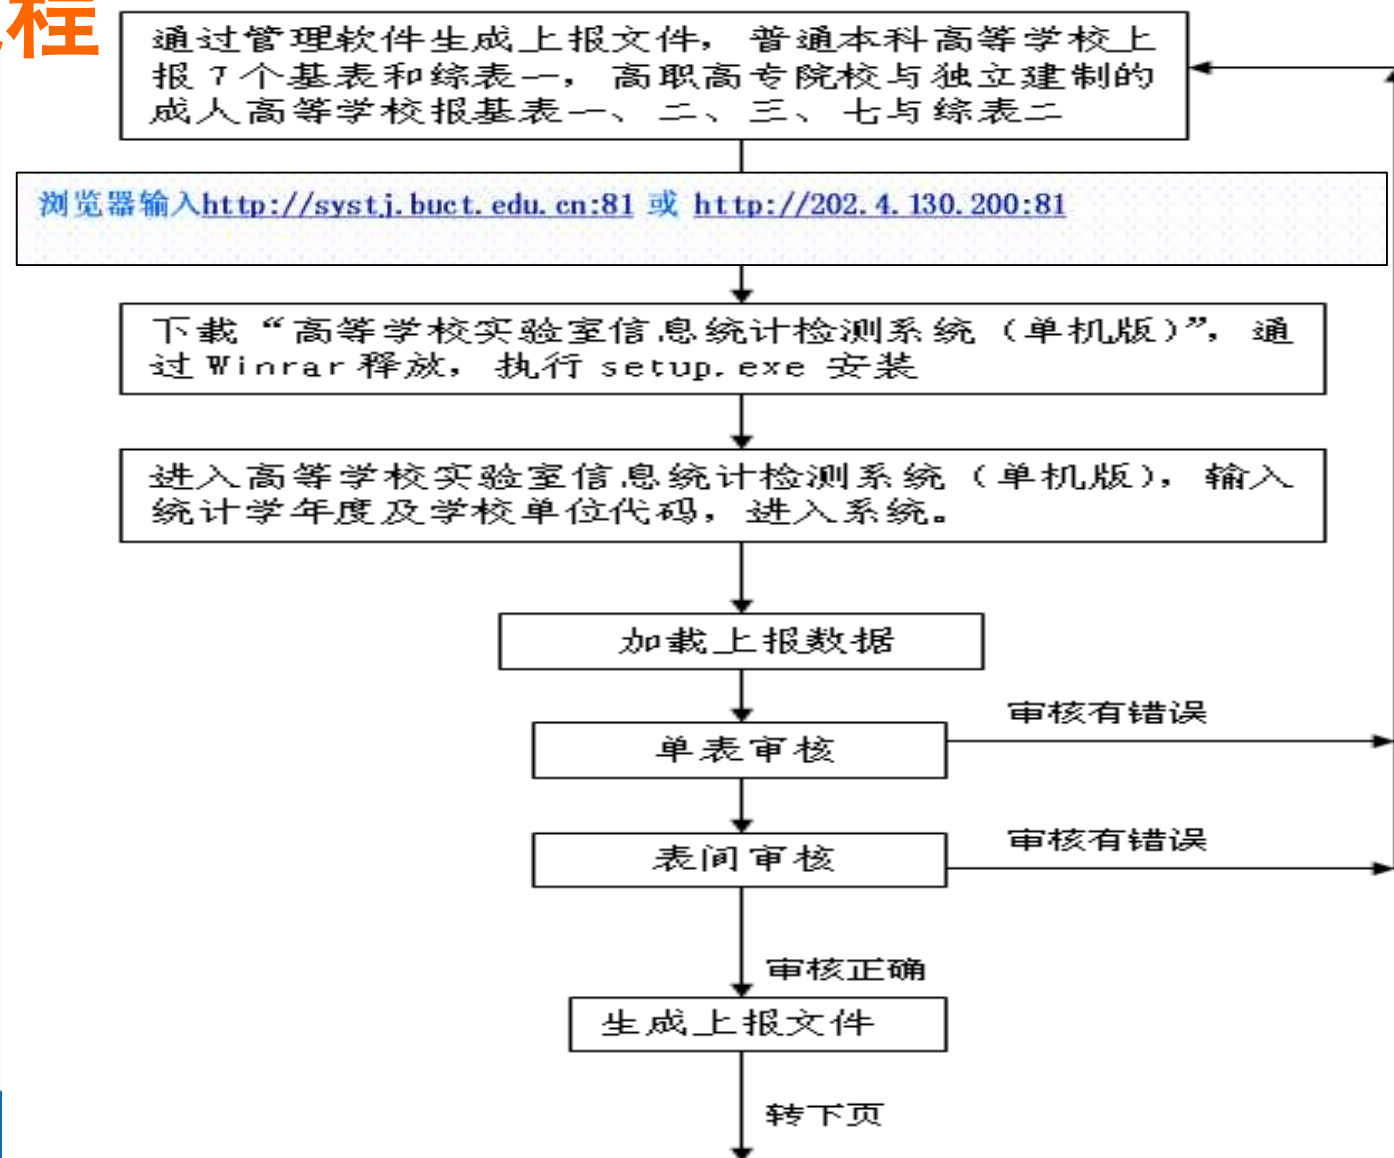 程
通过管理软件生成上报文件，普通本科高等学校上
报7个基表和综表一，高职高专院校与独立建制的
成人高等学校报基表一、二、三、七与综表二
浏览器输入http://systj.buct.edu.cn:81 或 http://202.4.130.200:81
下载“高等学校实验室信息统计检测系统（单机版）”，通
过Winrar释放，执行 setup.exe 安装
进入高等学校实验室信息统计检测系统（单机版），输入
统计学年度及学校单位代码，进入系统。
加载上报数据
审核有错误
单表审核
审核有错误
表间审核
审核正确
生成上报文件
转下页